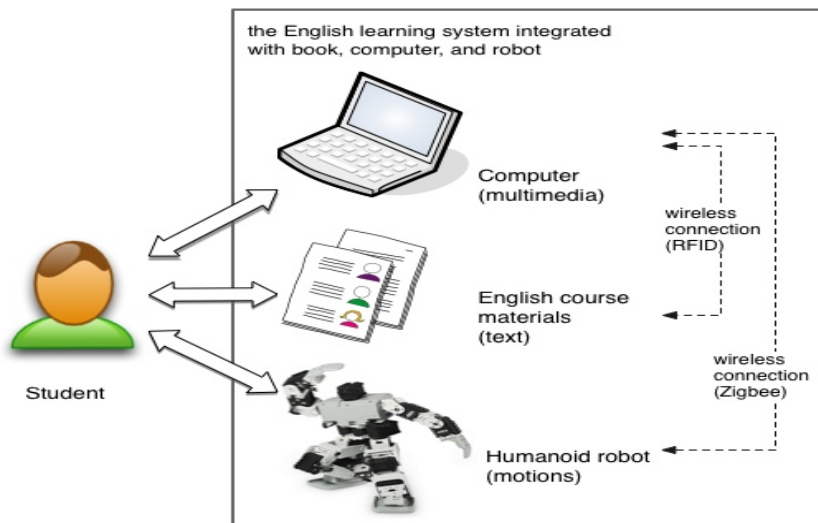 the English learning system integrated
with book, computer, and robot
Computer
(multimedia)
wireless
connection
(RFID)
English course
materials
(text)
wireless
connection
(Zigbee)
Student
Humanoid robot
(motions)